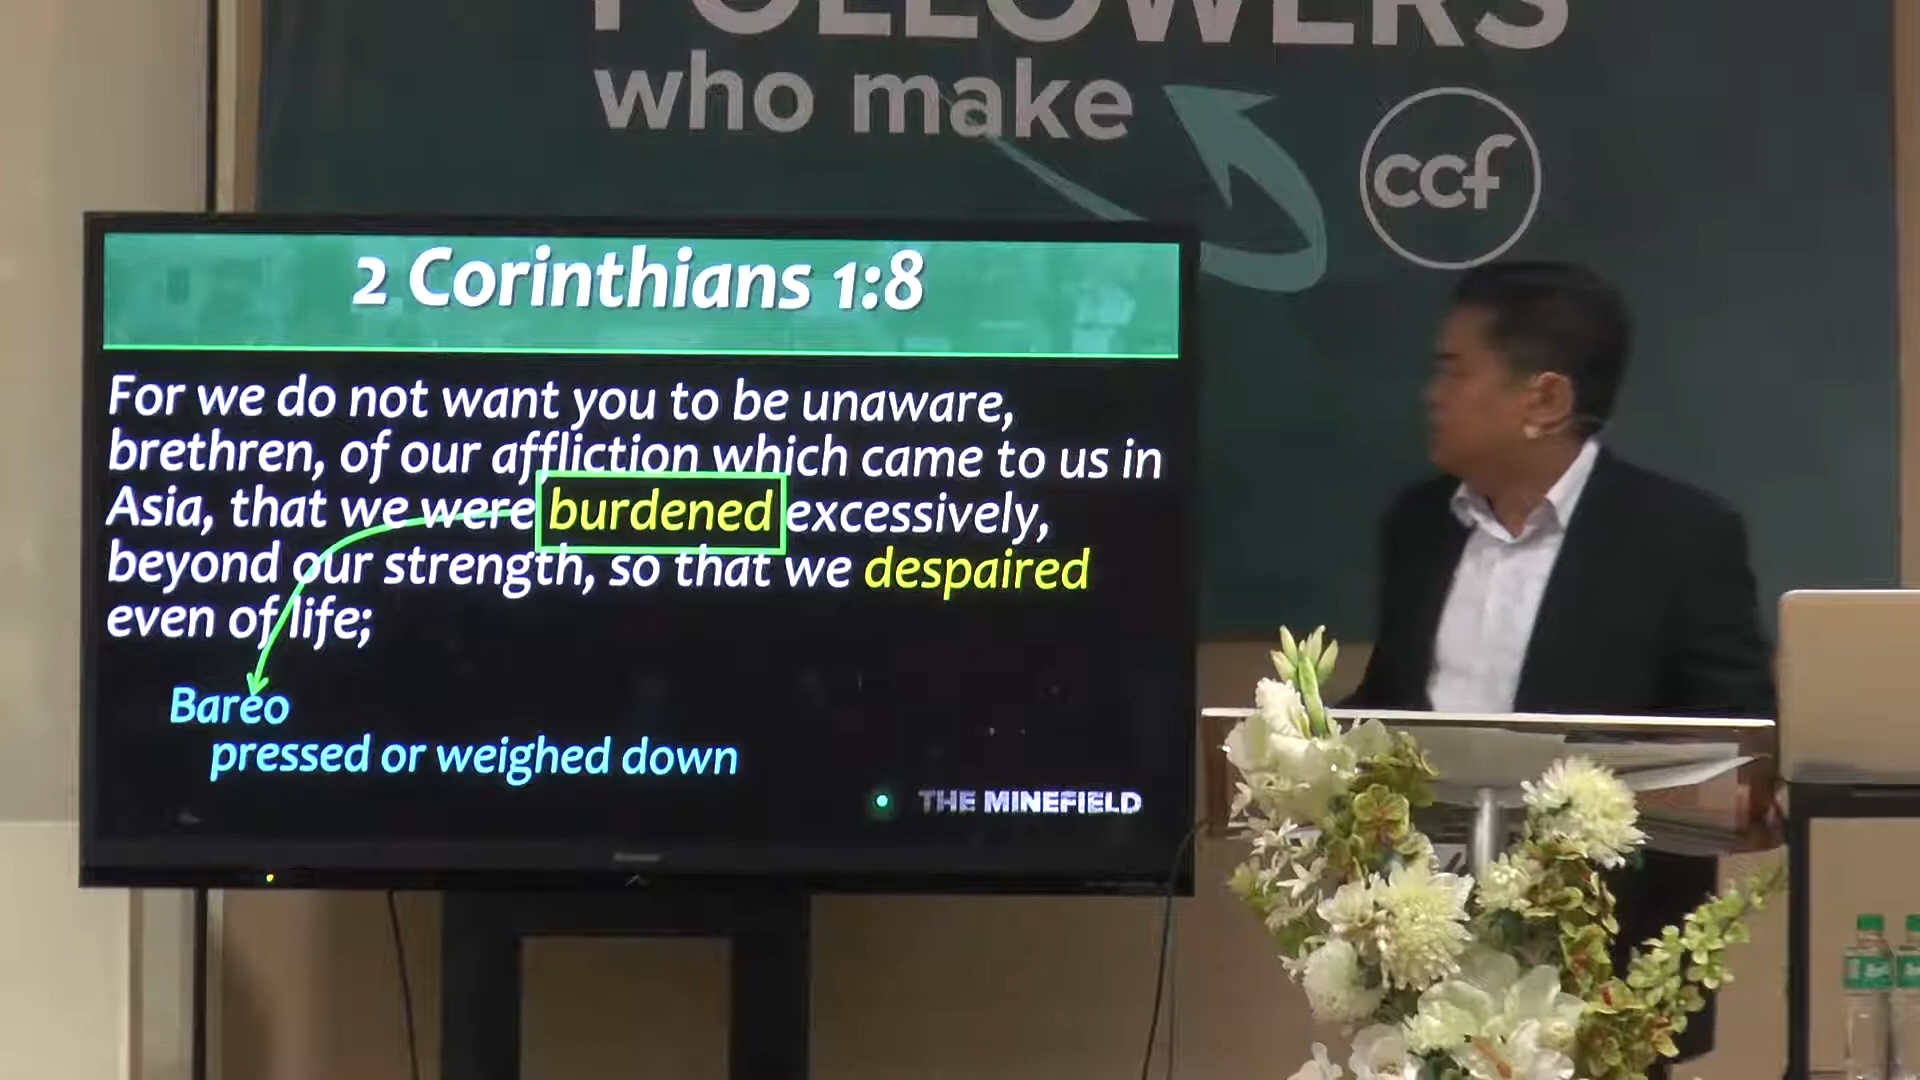 FOLLOWERS
who make
ccf
2 Corinthians 1:8
For we do not want you to be unaware,
brethren, of our affliction which came to us in
Asia, that we were burdened excessively,
beyond our strength, so that we despaired
even of life;
Bareo
pressed or weighed down
THE MINEFIELD